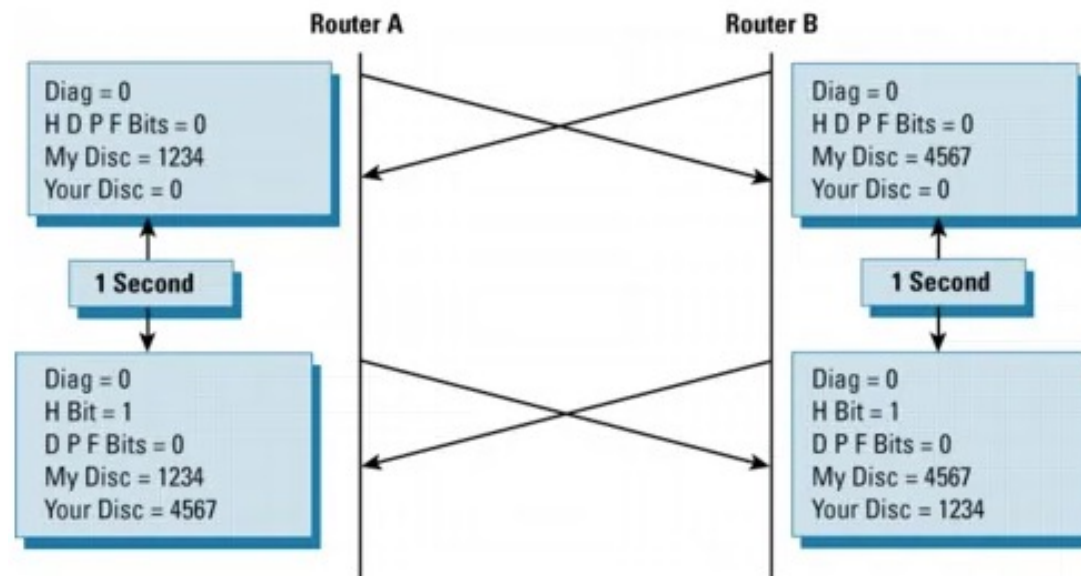 Router A
Router B
Diag = 0
H D P F Bits = 0
My Disc = 1234
Your Disc = 0
Diag = 0
H D P F Bits = 0
My Disc = 4567
Your Disc = 0
1 Second
1 Second
Diag = 0
H Bit = 1
D P F Bits = 0
My Disc = 1234
Your Disc = 4567
Diag = 0
H Bit = 1
D P F Bits = 0
My Disc = 4567
Your Disc = 1234